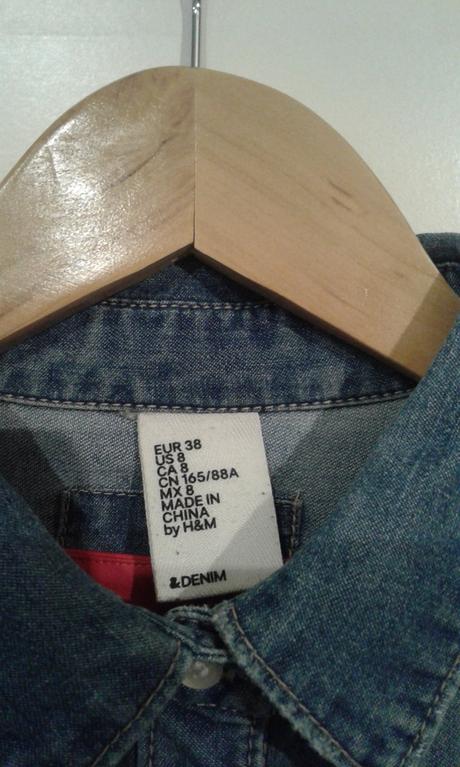 EUR 38
US 8
CA 8
CN 165/88A
MX 8
MADE IN
CHINA
by H&M
&DENIM